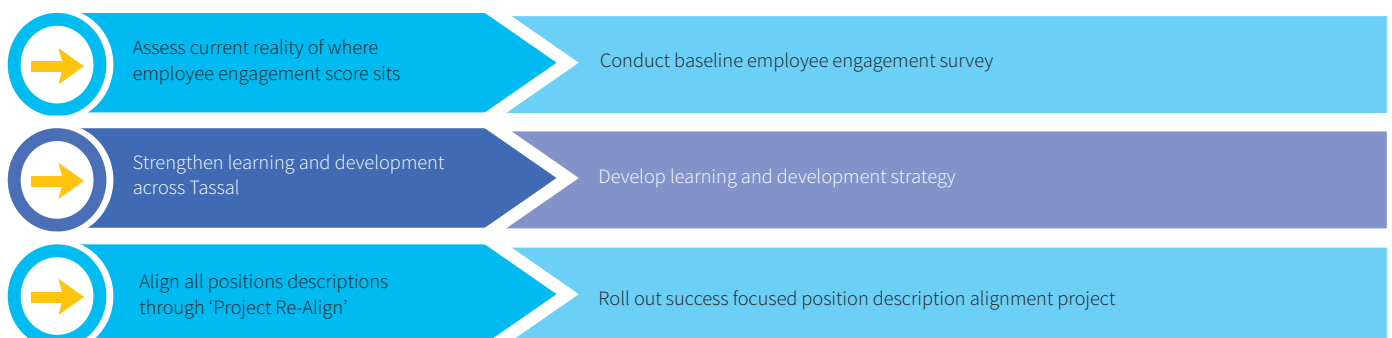 Assess current reality of where
employee engagement score sits
Conduct baseline employee engagement survey
Strengthen learning and development
across Tassal
Develop learning and development strategy
Align all positions descriptions
through ‘Project Re-Align’
Roll out success focused position description alignment project